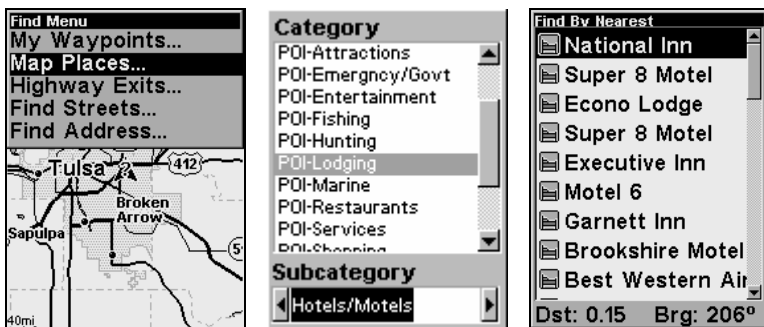 Find Menu
My Waypoints...
Map Places...
Highway Exits...
Find Streets...
Find Address...
Tulsa
412
Broken
Arrow
Sapulpa
5
40mi
Category
POI-Attractions
POI-Emergncy/Govt
POI-Entertainment
POI-Fishing
POI-Hunting
POI-Lodging
POI-Marine
POI-Restaurants
POI-Services
POI-Shopping
Subcategory
Hotels/Motels
Find By Nearest
National Inn
Super 8 Motel
Econo Lodge
Super 8 Motel
Executive Inn
Motel 6
Garnett Inn
Brookshire Motel
Best Western Air
Dst: 0.15 Brg: 206º